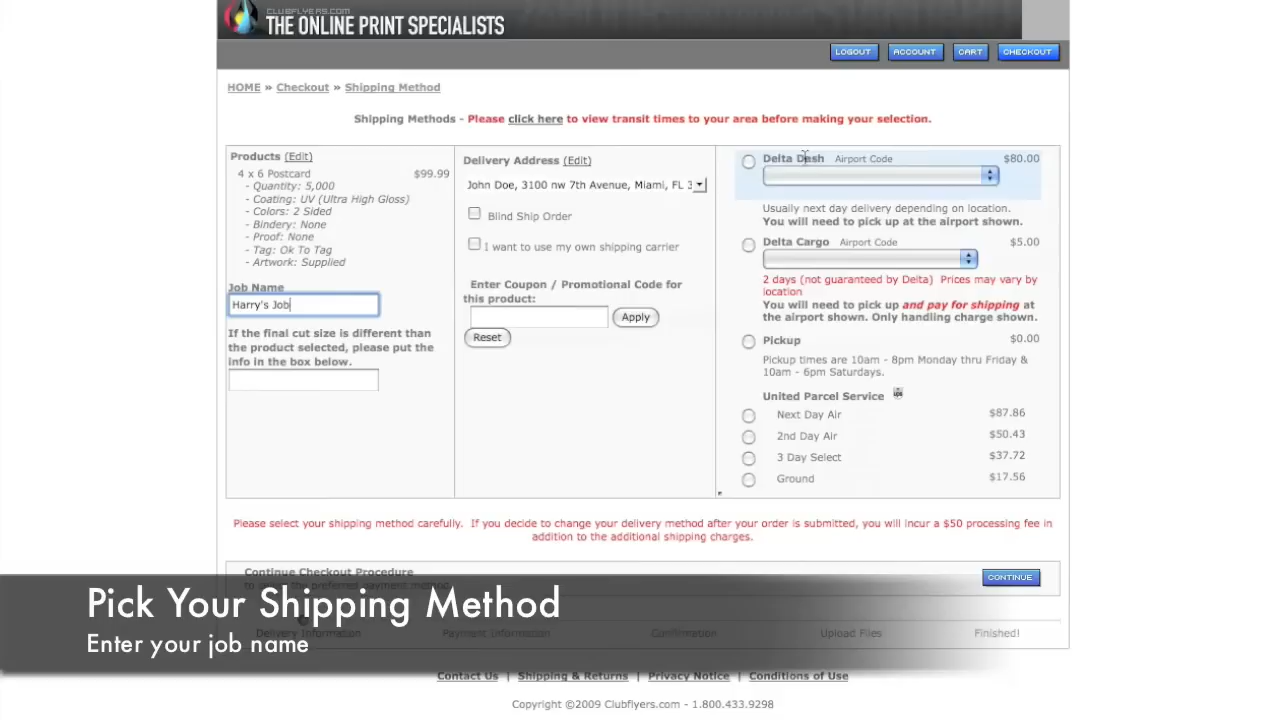 CLUBFLYERS.COM
THE ONLINE PRINT SPECIALISTS
LOGOUT
ACCOUNT
CART
CHECKOUT
HOME » Checkout » Shipping Method
Shipping Methods - Please click here to view transit times to your area before making your selection.
Products (Edit)
4 x 6 Postcard $99.99
- Quantity: 5,000
- Coating: UV (Ultra High Gloss)
- Colors: 2 Sided
- Bindery: None
- Proof: None
- Tag: Ok To Tag
- Artwork: Supplied
Job Name
Harry's Job
If the final cut size is different than
the product selected, please put the
info in the box below.
Delivery Address (Edit)
John Doe, 3100 nw 7th Avenue, Miami, FL 3
Blind Ship Order
I want to use my own shipping carrier
Enter Coupon / Promotional Code for
this product:
Apply
Reset
Delta Dash Airport Code $80.00
Usually next day delivery depending on location.
You will need to pick up at the airport shown.
Delta Cargo Airport Code $5.00
2 days (not guaranteed by Delta) Prices may vary by
location
You will need to pick up and pay for shipping at
the airport shown. Only handling charge shown.
Pickup $0.00
Pickup times are 10am - 8pm Monday thru Friday &
10am - 6pm Saturdays.
United Parcel Service
Next Day Air $87.86
2nd Day Air $50.43
3 Day Select $37.72
Ground $17.56
Please select your shipping method carefully. If you decide to change your delivery method after your order is submitted, you will incur a $50 processing fee in
addition to the additional shipping charges.
Continue Checkout Procedure
to select the preferred payment method.
CONTINUE
Pick Your Shipping Method
Enter your job name
Delivery Information
Payment Information
Confirmation
Upload Files
Finished!
Contact Us | Shipping & Returns | Privacy Notice | Conditions of Use
Copyright ©2009 Clubflyers.com - 1.800.433.9298